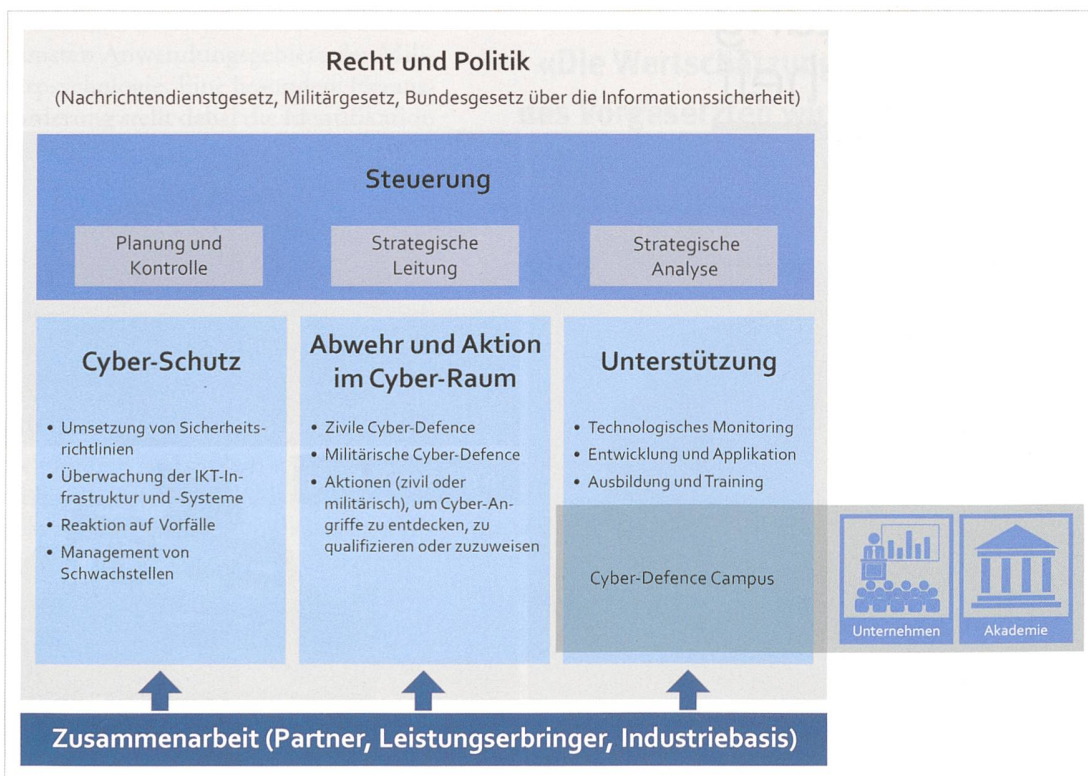 Recht und Politik
(Nachrichtendienstgesetz, Militärgesetz, Bundesgesetz über die Informationssicherheit)
Steuerung
Planung und
Kontrolle
Strategische
Leitung
Strategische
Analyse
Cyber-Schutz
• Umsetzung von Sicherheits-
richtlinien
• Überwachung der IKT-In-
frastruktur und -Systeme
• Reaktion auf Vorfälle
• Management von
Schwachstellen
Abwehr und Aktion
im Cyber-Raum
• Zivile Cyber-Defence
• Militärische Cyber-Defence
• Aktionen (zivil oder
militärisch), um Cyber-An-
griffe zu entdecken, zu
qualifizieren oder zuzuweisen
Unterstützung
• Technologisches Monitoring
• Entwicklung und Applikation
• Ausbildung und Training
Cyber-Defence Campus
Unternehmen
Akademie
Zusammenarbeit (Partner, Leistungserbringer, Industriebasis)